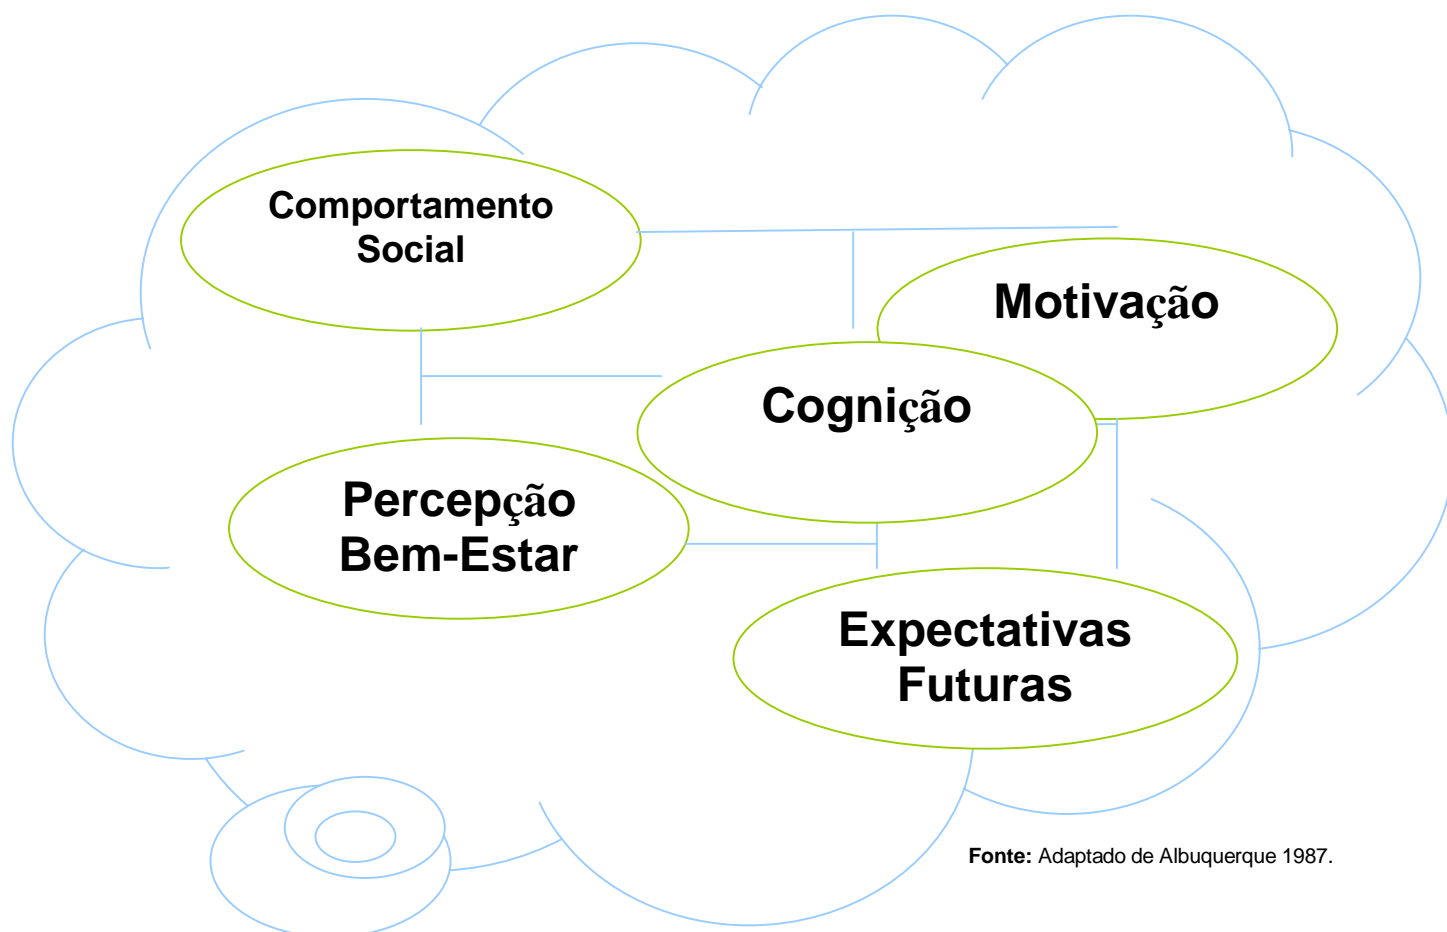 Comportamento
Social
Motivação
Cognição
Percepção
Bem-Estar
Expectativas
Futuras
Fonte: Adaptado de Albuquerque 1987.